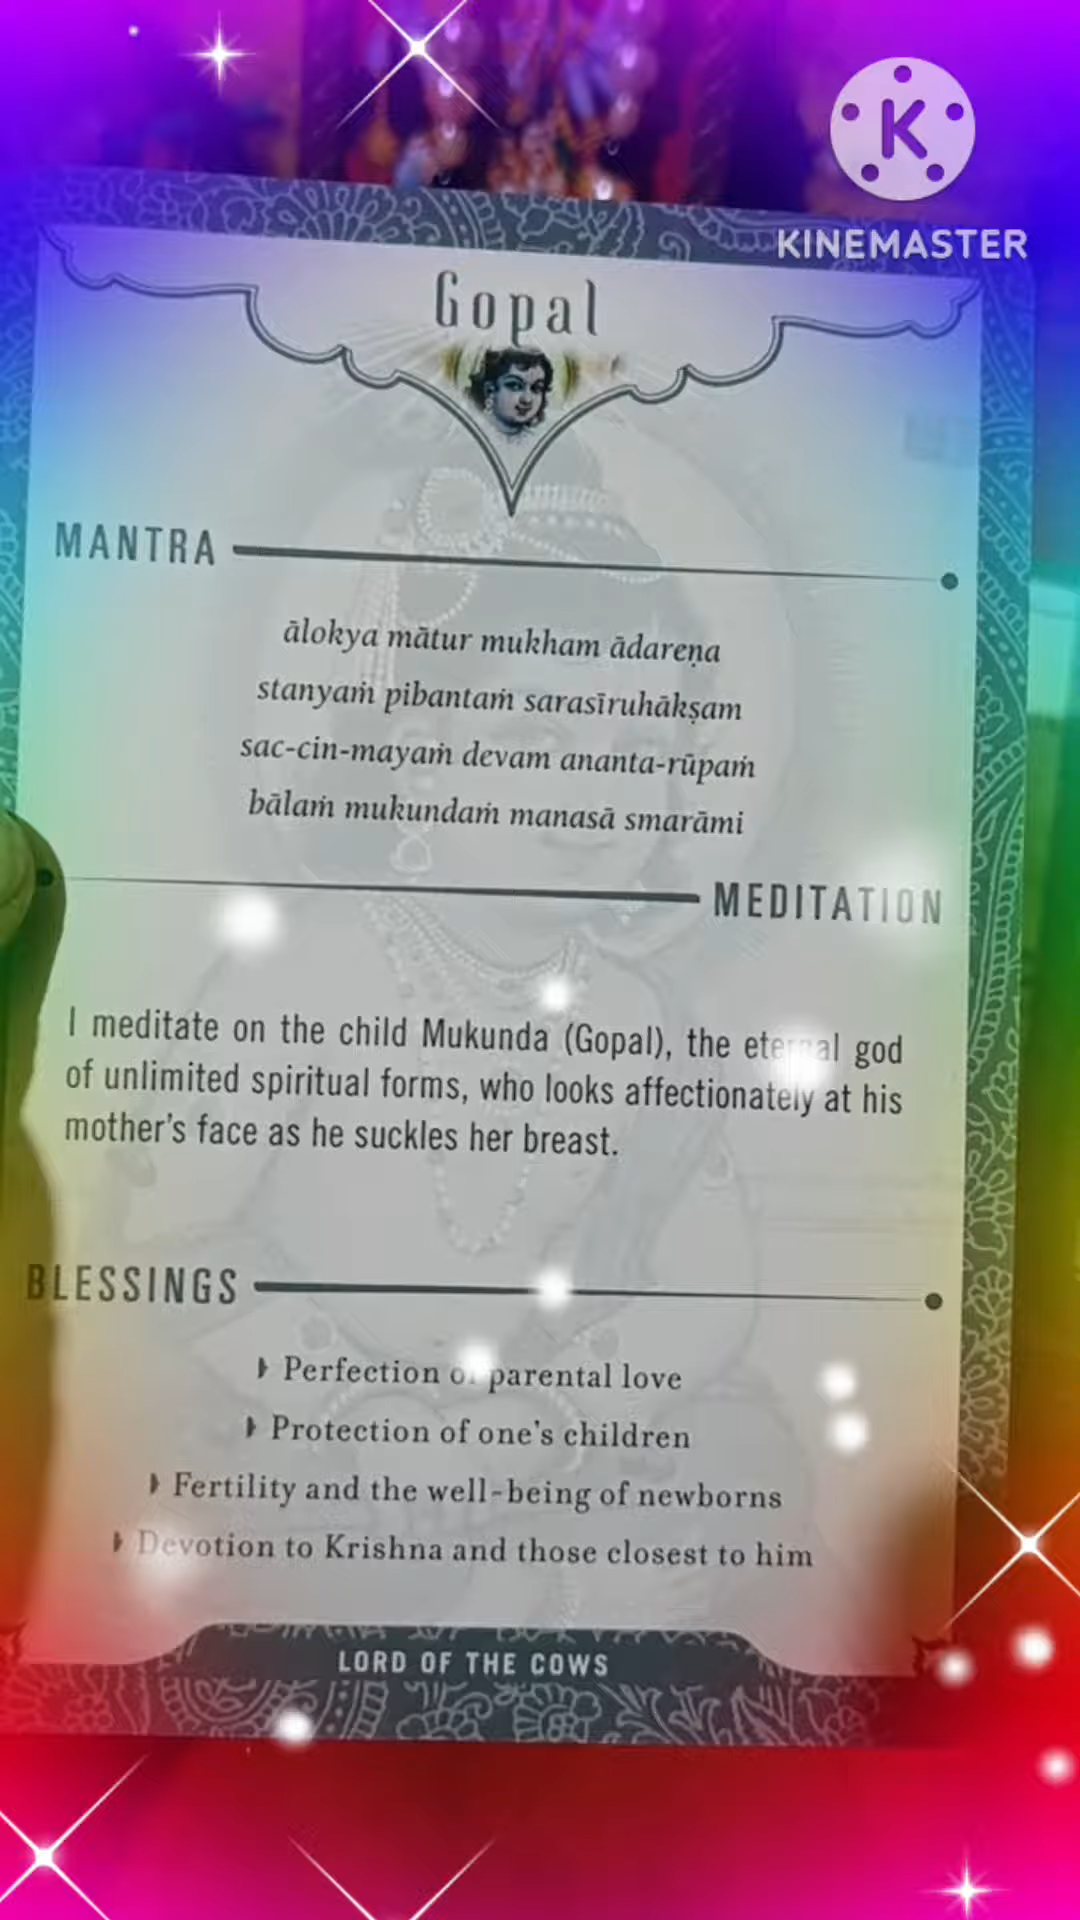 K
KINEMASTER
Gopal
MANTRA
ālokya mātur mukham ādareṇa
stanyaṁ pibantaṁ sarasīruhākṣam
sac-cin-mayaṁ devam ananta-rūpaṁ
bālaṁ mukundaṁ manasā smarāmi
MEDITATION
I meditate on the child Mukunda (Gopal), the eternal god
of unlimited spiritual forms, who looks affectionately at his
mother's face as he suckles her breast.
BLESSINGS
Perfection of parental love
Protection of one's children
Fertility and the well-being of newborns
Devotion to Krishna and those closest to him
LORD OF THE COWS